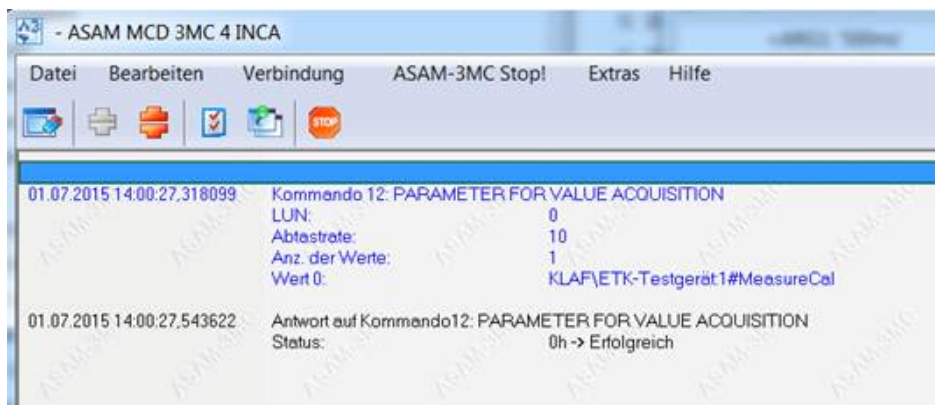 - ASAM MCD 3MC 4 INCA
Datei Bearbeiten Verbindung ASAM-3MC Stop! Extras Hilfe
STOP
01.07.2015 14:00:27,318099 Kommando 12: PARAMETER FOR VALUE ACQUISITION
LUN: 0
Abtastrate: 10
Anz. der Werte: 1
Wert 0: KLAF\ETK-Testgerät:1#MeasureCal
01.07.2015 14:00:27,543622 Antwort auf Kommando12: PARAMETER FOR VALUE ACQUISITION
Status: 0h -> Erfolgreich